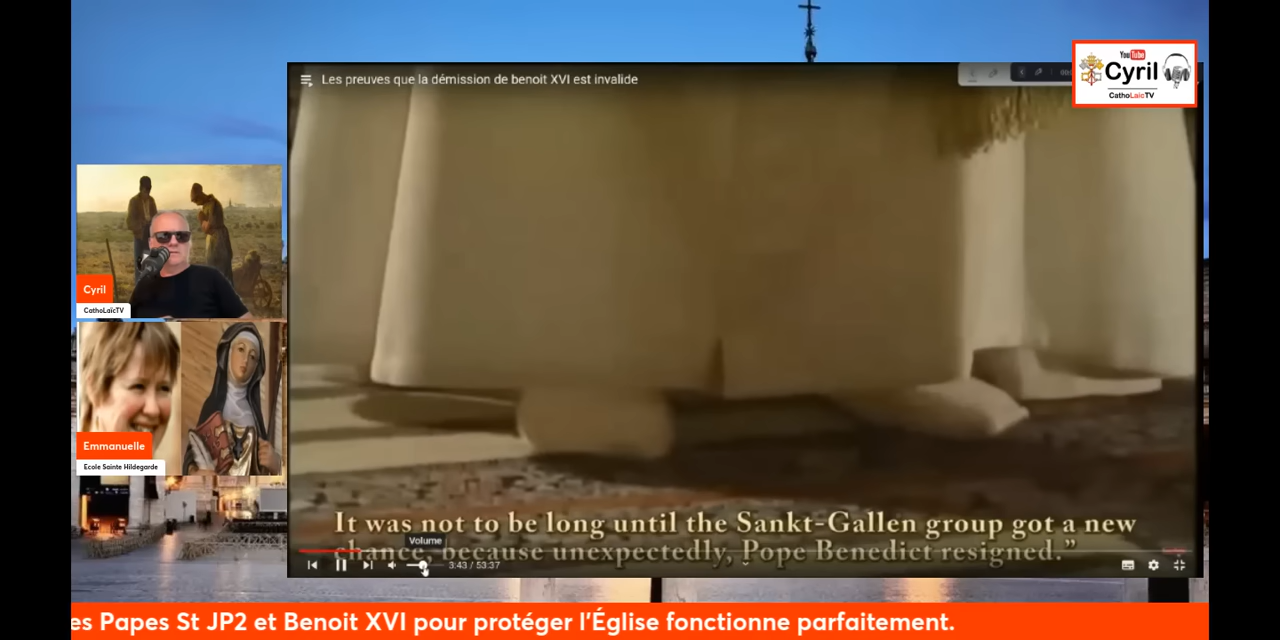 Les preuves que la démission de benoit XVI est invalide
YouTube
Cyril
CathoLaïcTV
Cyril
CathoLaïcTV
Emmanuelle
Ecole Sainte Hildegarde
It was not to be long until the Sankt-Gallen group got a new
Volume
chance, because unexpectedly, Pope Benedict resigned.”
3:43 / 53:37
es Papes St JP2 et Benoit XVI pour protéger l'Église fonctionne parfaitement.